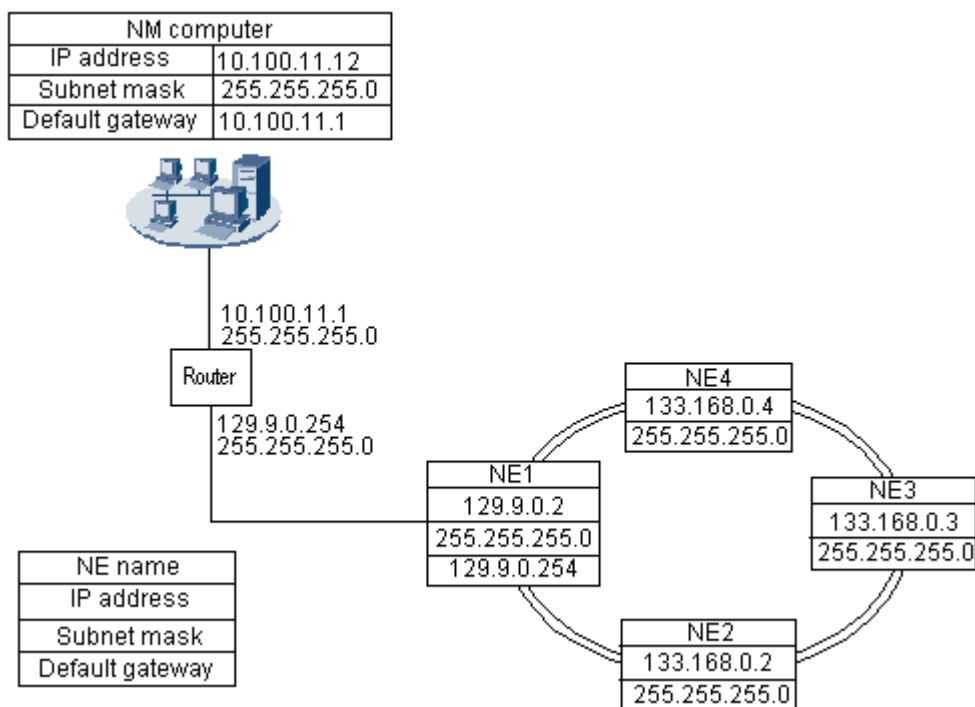 NM computer
IP address 10.100.11.12
Subnet mask 255.255.255.0
Default gateway 10.100.11.1
10.100.11.1
255.255.255.0
Router
129.9.0.254
255.255.255.0
NE4
133.168.0.4
255.255.255.0
NE1
129.9.0.2
255.255.255.0
129.9.0.254
NE3
133.168.0.3
255.255.255.0
NE name
IP address
Subnet mask
Default gateway
NE2
133.168.0.2
255.255.255.0